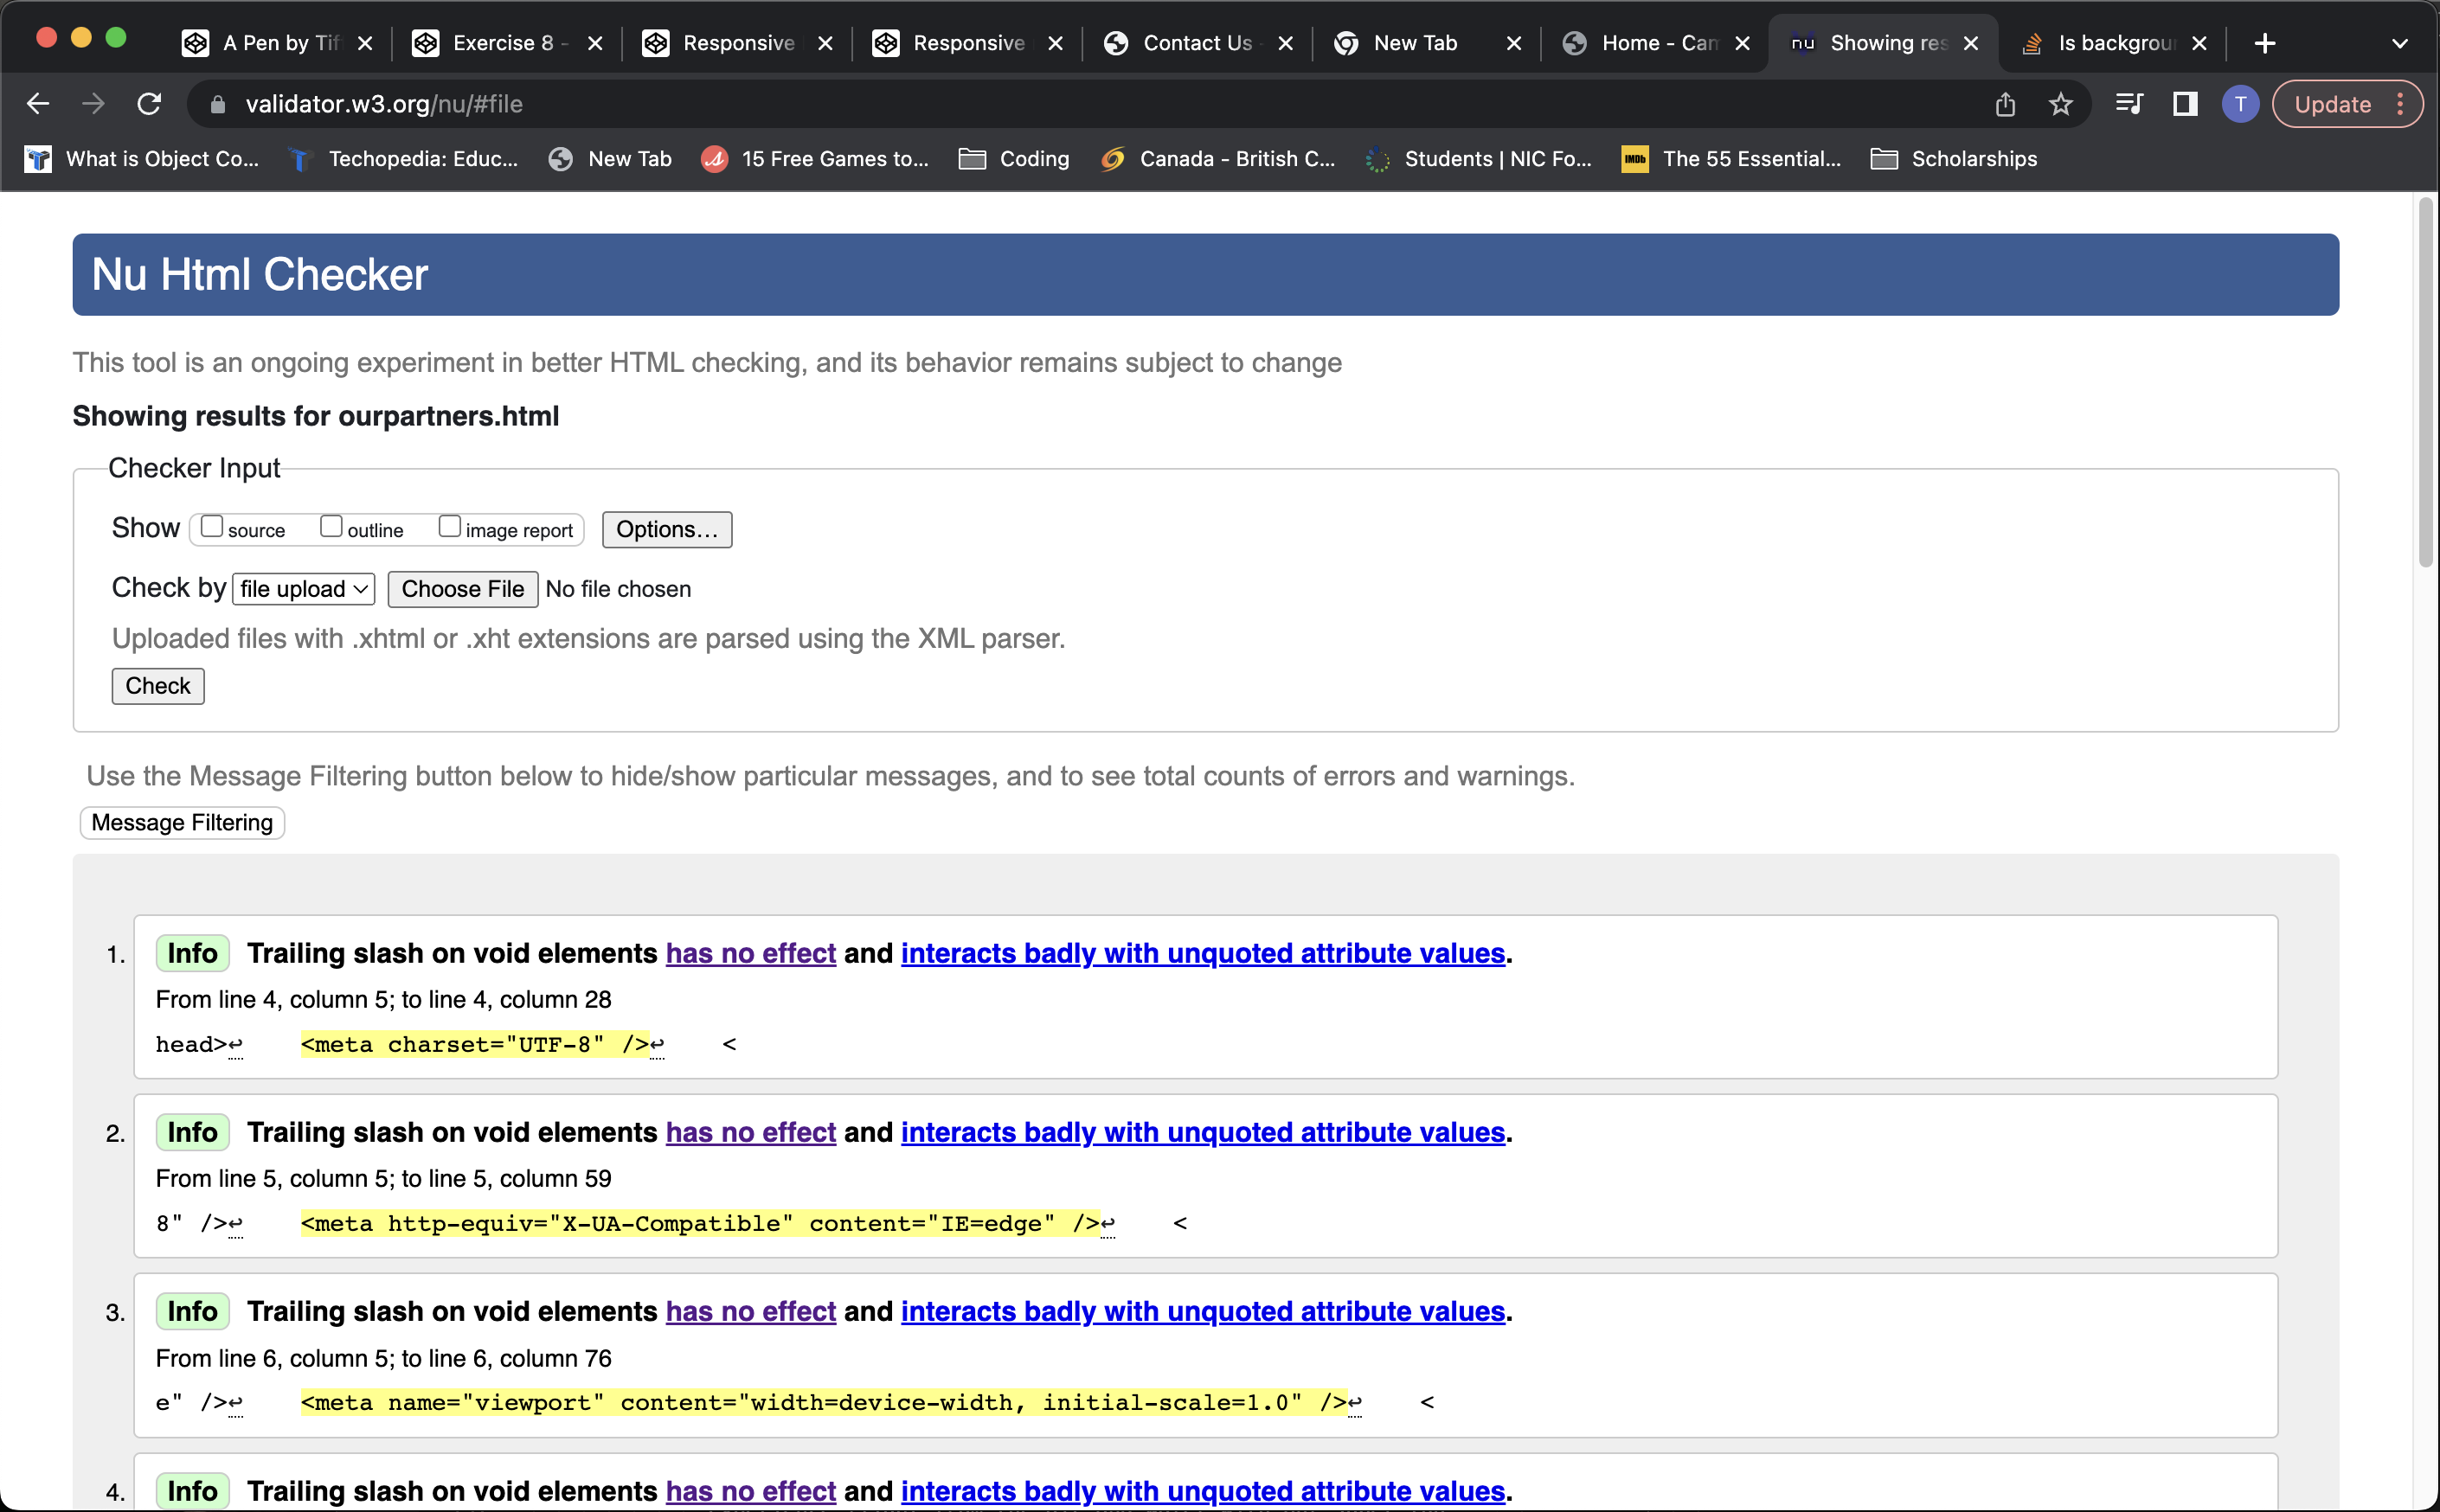 A Pen by Tif
Exercise 8 -
Responsive
Responsive
Contact Us -
New Tab
Home - Cam
nu Showing res
Is backgrou
validator.w3.org/nu/#file
T
Update
What is Object Co...
Techopedia: Educ...
New Tab
15 Free Games to...
Coding
Canada - British C...
Students | NIC Fo...
IMDb The 55 Essential...
Scholarships
Nu Html Checker
This tool is an ongoing experiment in better HTML checking, and its behavior remains subject to change
Showing results for ourpartners.html
Checker Input
Show source outline image report Options...
Check by file upload Choose File No file chosen
Uploaded files with .xhtml or .xht extensions are parsed using the XML parser.
Check
Use the Message Filtering button below to hide/show particular messages, and to see total counts of errors and warnings.
Message Filtering
1. Info Trailing slash on void elements has no effect and interacts badly with unquoted attribute values.
From line 4, column 5; to line 4, column 28
head>↩ <meta charset="UTF-8" />↩ <
2. Info Trailing slash on void elements has no effect and interacts badly with unquoted attribute values.
From line 5, column 5; to line 5, column 59
8" />↩ <meta http-equiv="X-UA-Compatible" content="IE=edge" />↩ <
3. Info Trailing slash on void elements has no effect and interacts badly with unquoted attribute values.
From line 6, column 5; to line 6, column 76
e" />↩ <meta name="viewport" content="width=device-width, initial-scale=1.0" />↩ <
4. Info Trailing slash on void elements has no effect and interacts badly with unquoted attribute values.